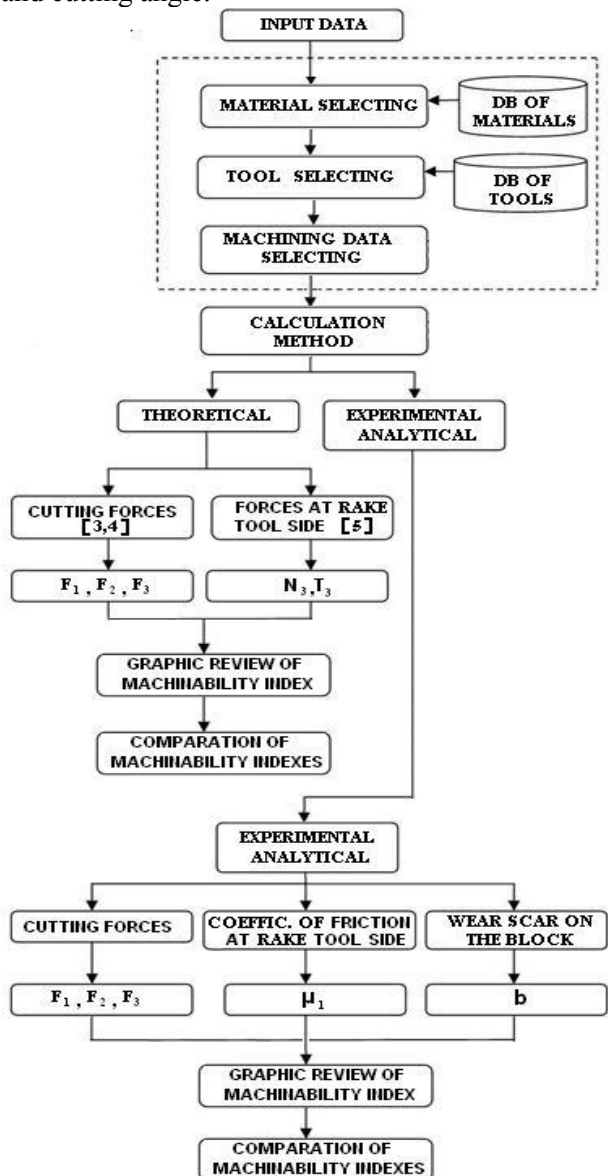 and cutting angle.
INPUT DATA
MATERIAL SELECTING
DB OF
MATERIALS
TOOL SELECTING
DB OF
TOOLS
MACHINING DATA
SELECTING
CALCULATION
METHOD
THEORETICAL
EXPERIMENTAL
ANALYTICAL
CUTTING FORCES
[3,4]
FORCES AT RAKE
TOOL SIDE [5]
F₁ , F₂ , F₃
N₃,T₃
GRAPHIC REVIEW OF
MACHINABILITY INDEX
COMPARATION OF
MACHINABILITY INDEXES
EXPERIMENTAL
ANALYTICAL
CUTTING FORCES
COEFFIC. OF FRICTION
AT RAKE TOOL SIDE
WEAR SCAR ON
THE BLOCK
F₁ , F₂ , F₃
μ₁
b
GRAPHIC REVIEW OF
MACHINABILITY INDEX
COMPARATION OF
MACHINABILITY INDEXES